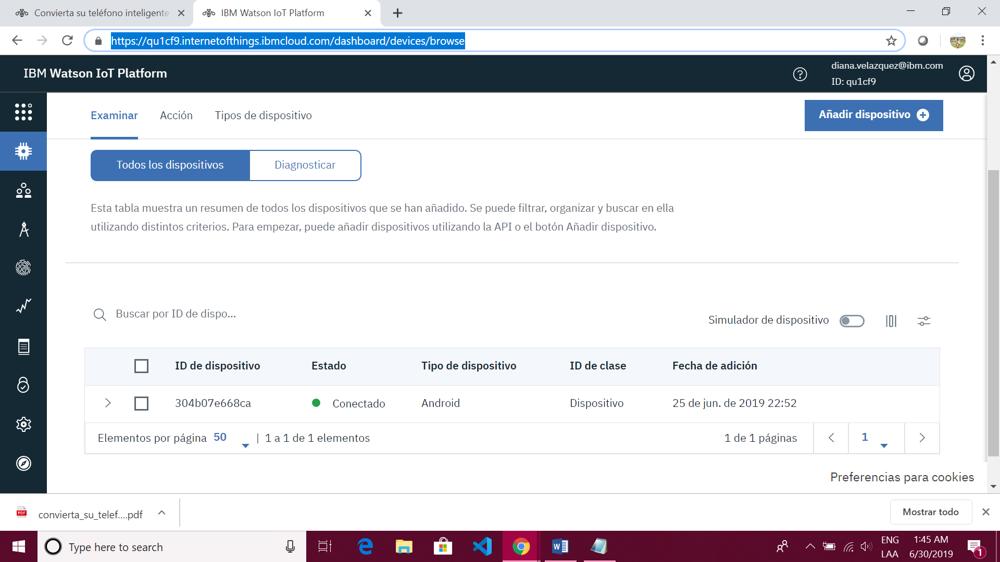 Convierta su teléfono inteligente
IBM Watson IoT Platform
https://qu1cf9.internetofthings.ibmcloud.com/dashboard/devices/browse
IBM Watson IoT Platform
diana.velazquez@ibm.com
ID: qu1cf9
Examinar
Acción
Tipos de dispositivo
Añadir dispositivo
Todos los dispositivos
Diagnosticar
Esta tabla muestra un resumen de todos los dispositivos que se han añadido. Se puede filtrar, organizar y buscar en ella
utilizando distintos criterios. Para empezar, puede añadir dispositivos utilizando la API o el botón Añadir dispositivo.
Buscar por ID de dispo...
Simulador de dispositivo
ID de dispositivo Estado Tipo de dispositivo ID de clase Fecha de adición
304b07e668ca Conectado Android Dispositivo 25 de jun. de 2019 22:52
Elementos por página 50 | 1 a 1 de 1 elementos 1 de 1 páginas 1
Preferencias para cookies
PDF
convierta_su_telef....pdf
Mostrar todo
Type here to search
ENG
LAA
1:45 AM
6/30/2019
1